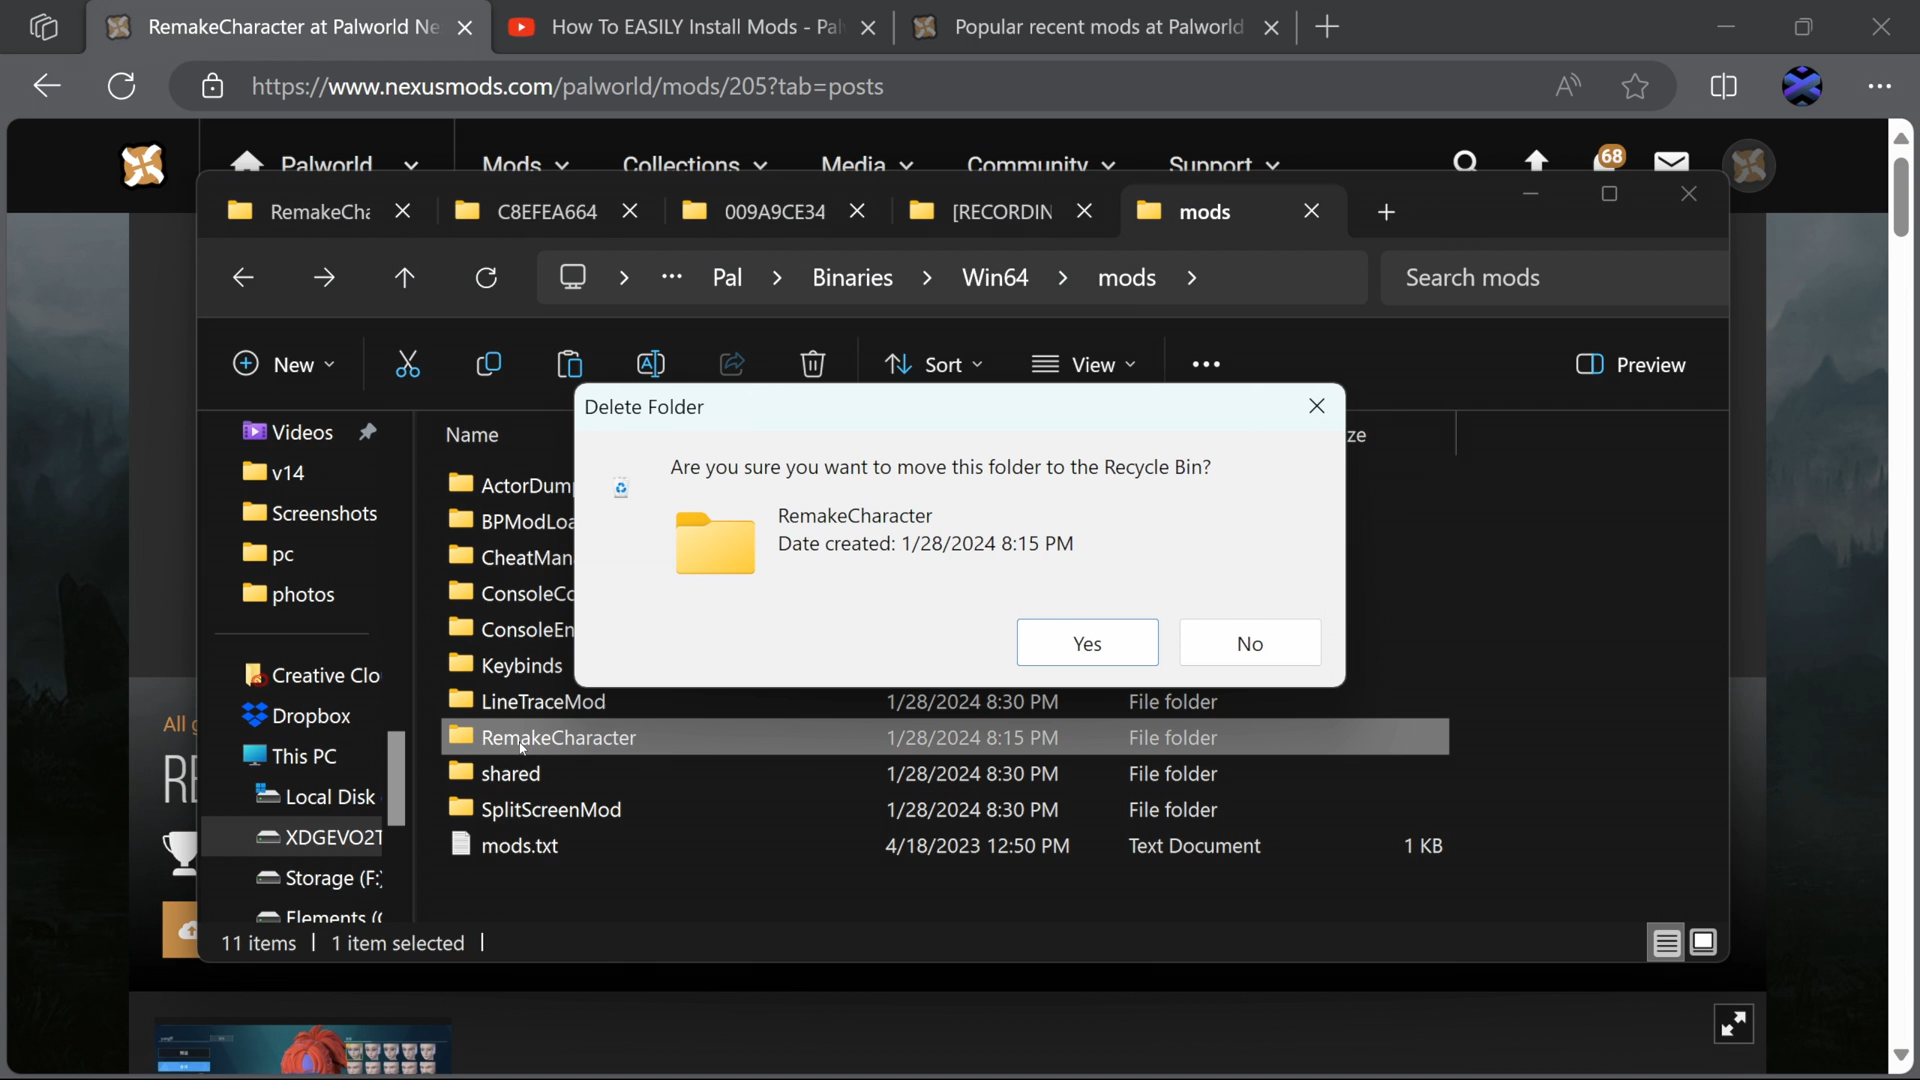 RemakeCharacter at Palworld Ne
How To EASILY Install Mods - Pal
Popular recent mods at Palworld
https://www.nexusmods.com/palworld/mods/205?tab=posts
Palworld
Mods
Collections
Media
Community
Support
68
RemakeCha
C8EFEA664
009A9CE34
[RECORDIN
mods
Pal > Binaries > Win64 > mods >
Search mods
New
Sort
View
Preview
Videos
v14
Screenshots
pc
photos
Creative Clo
Dropbox
This PC
Local Disk
XDGEVO2T
Storage (F:)
Elements (
Name
ze
ActorDum
BPModLoa
CheatMan
ConsoleCo
ConsoleEn
Keybinds
LineTraceMod 1/28/2024 8:30 PM File folder
RemakeCharacter 1/28/2024 8:15 PM File folder
shared 1/28/2024 8:30 PM File folder
SplitScreenMod 1/28/2024 8:30 PM File folder
mods.txt 4/18/2023 12:50 PM Text Document 1 KB
Delete Folder
Are you sure you want to move this folder to the Recycle Bin?
RemakeCharacter
Date created: 1/28/2024 8:15 PM
Yes
No
11 items | 1 item selected |
All g
RE